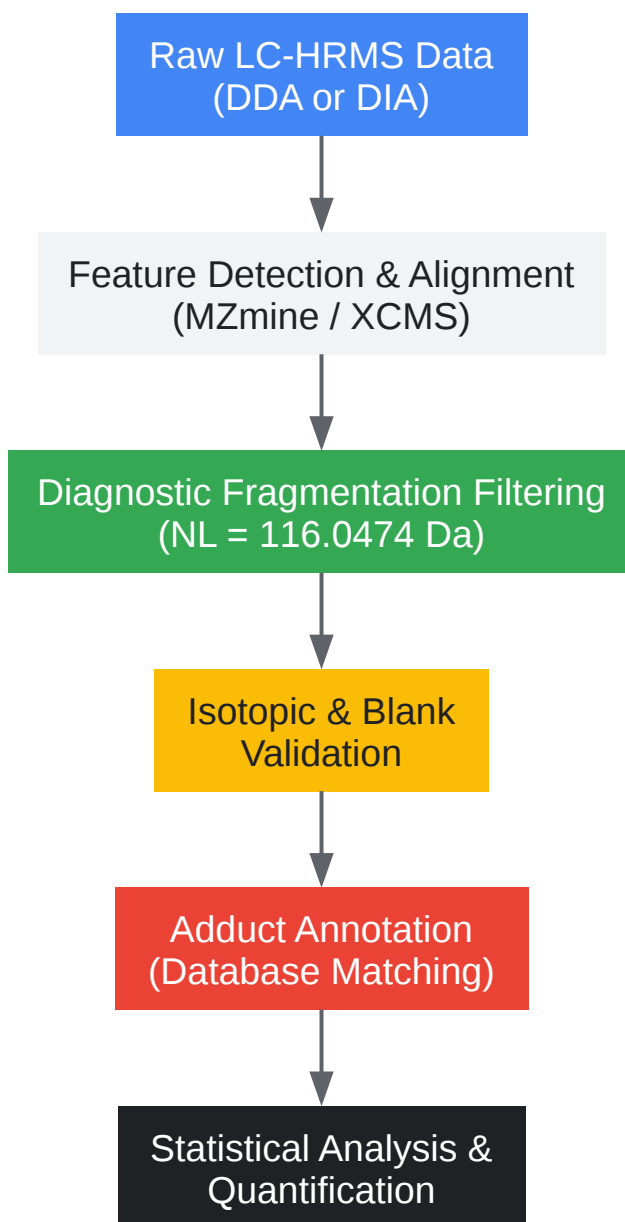 Raw LC-HRMS Data
(DDA or DIA)
Feature Detection & Alignment
(MZmine / XCMS)
Diagnostic Fragmentation Filtering
(NL = 116.0474 Da)
Isotopic & Blank
Validation
Adduct Annotation
(Database Matching)
Statistical Analysis &
Quantification